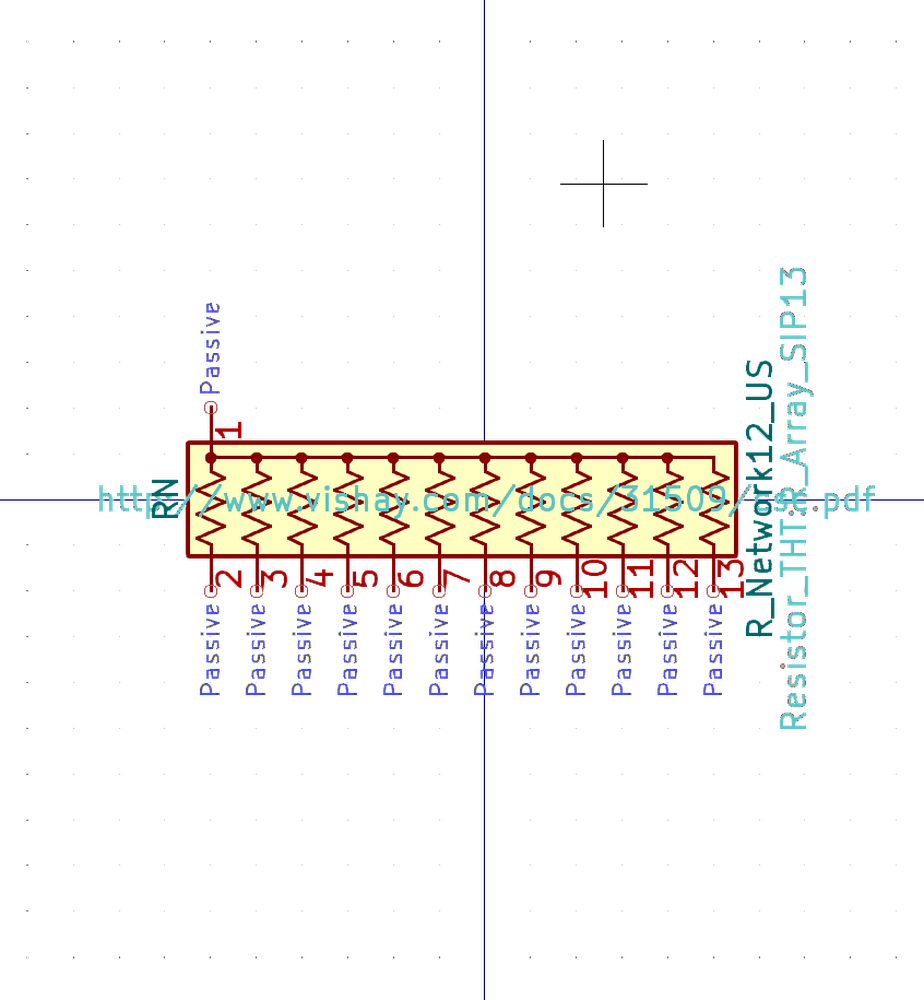 Passive
1
RN
http://www.vishay.com/docs/31509/csc.pdf
R_Network12_US
Resistor_THT:R_Array_SIP13
2
3
4
5
6
7
8
9
10
11
12
13
Passive
Passive
Passive
Passive
Passive
Passive
Passive
Passive
Passive
Passive
Passive
Passive